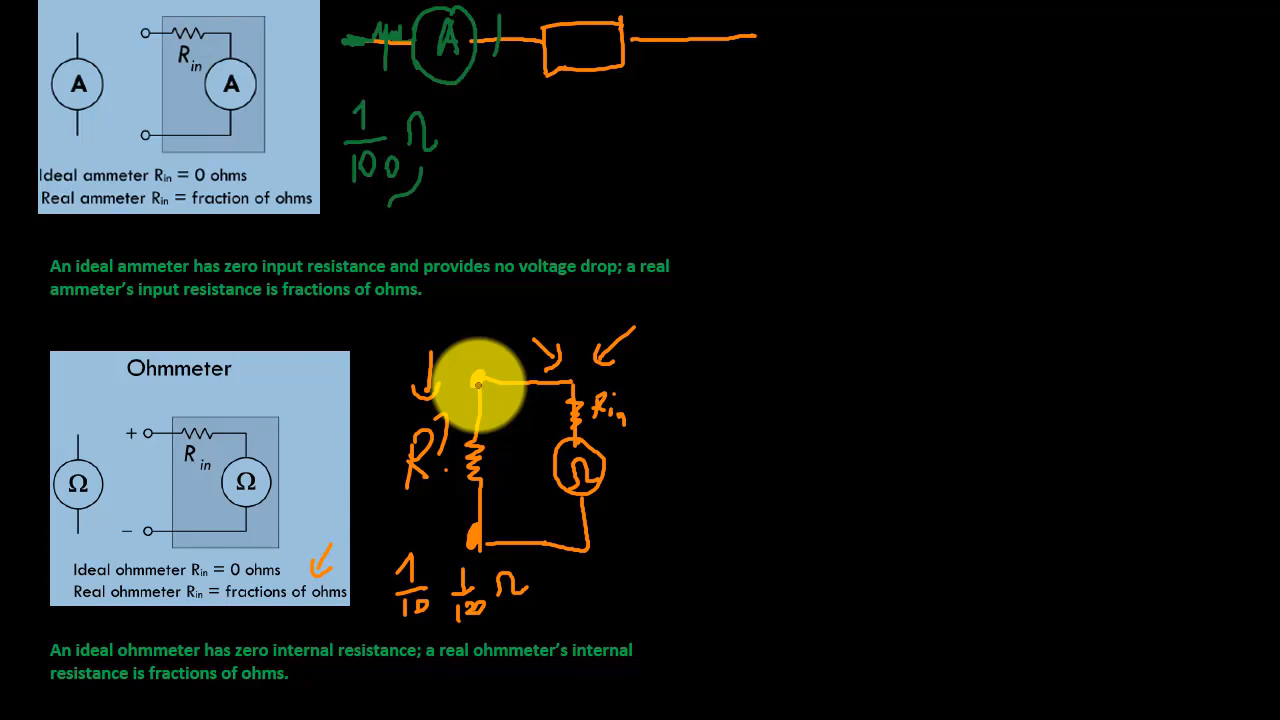 A
R in
A
Ideal ammeter Rin = 0 ohms
Real ammeter Rin = fraction of ohms
A
1/100 Ω
An ideal ammeter has zero input resistance and provides no voltage drop; a real
ammeter's input resistance is fractions of ohms.
Ohmmeter
+
R in
Ω
Ω
−
Ideal ohmmeter Rin = 0 ohms
Real ohmmeter Rin = fractions of ohms
R?
Rin
Ω
1/10 1/100 Ω
An ideal ohmmeter has zero internal resistance; a real ohmmeter's internal
resistance is fractions of ohms.